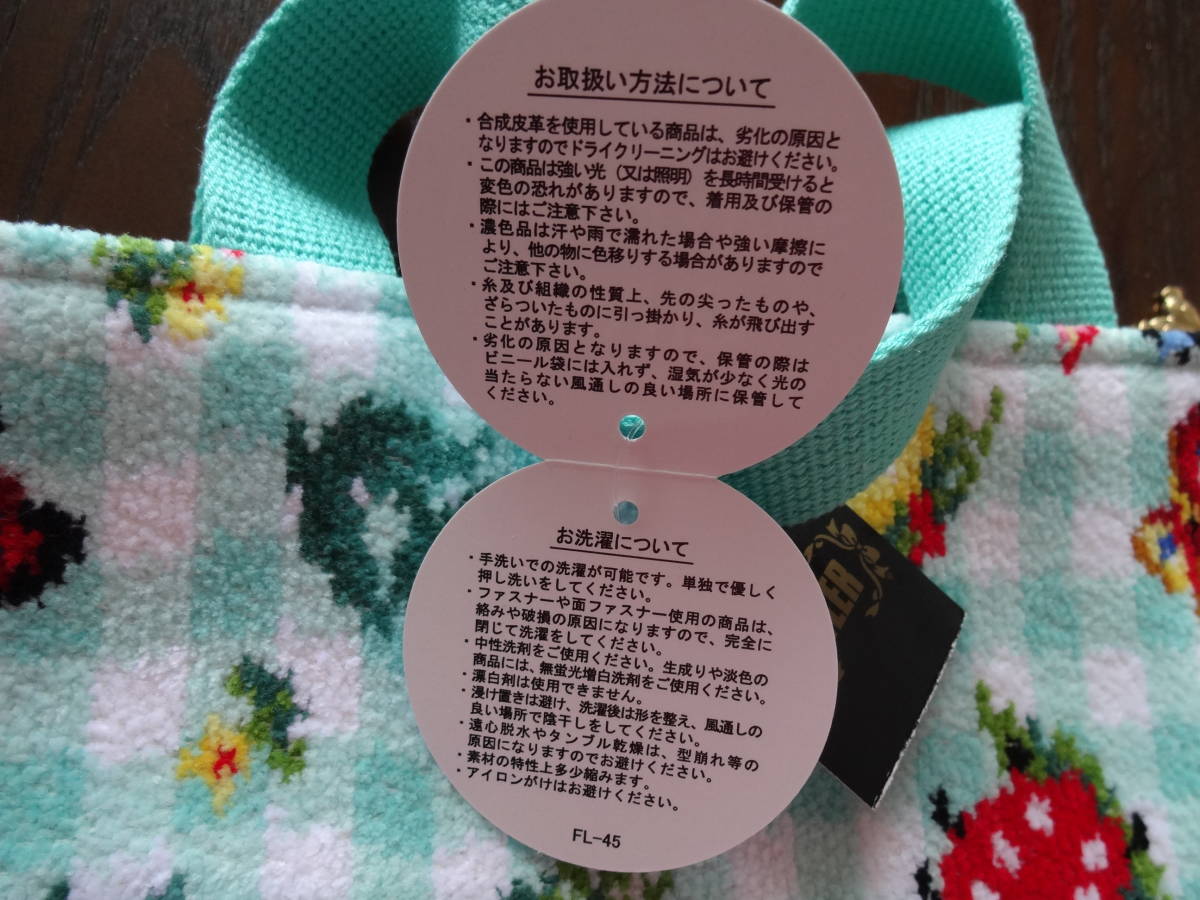 お取扱い方法について
・合成皮革を使用している商品は、劣化の原因と
なりますのでドライクリーニングはお避けください。
・この商品は強い光（又は照明）を長時間受けると
変色の恐れがありますので、着用及び保管の
際にはご注意下さい。
・濃色品は汗や雨で濡れた場合や強い摩擦に
より、他の物に色移りする場合がありますので
ご注意下さい。
・糸及び組織の性質上、先の尖ったものや、
ざらついたものに引っ掛かり、糸が飛び出す
ことがあります。
・劣化の原因となりますので、保管の際は
ビニール袋には入れず、湿気が少なく光の
当たらない風通しの良い場所に保管して
ください。
お洗濯について
・手洗いでの洗濯が可能です。単独で優しく
押し洗いをしてください。
・ファスナーや面ファスナー使用の商品は、
絡みや破損の原因になりますので、完全に
閉じて洗濯をしてください。
・中性洗剤をご使用ください。生成りや淡色の
商品には、無蛍光増白洗剤をご使用ください。
・漂白剤は使用できません。
・浸け置きは避け、洗濯後は形を整え、風通しの
良い場所で陰干しをしてください。
・遠心脱水やタンブル乾燥は、型崩れ等の
原因になりますのでお避けください。
・素材の特性上多少縮みます。
・アイロンがけはお避けください。
FL-45